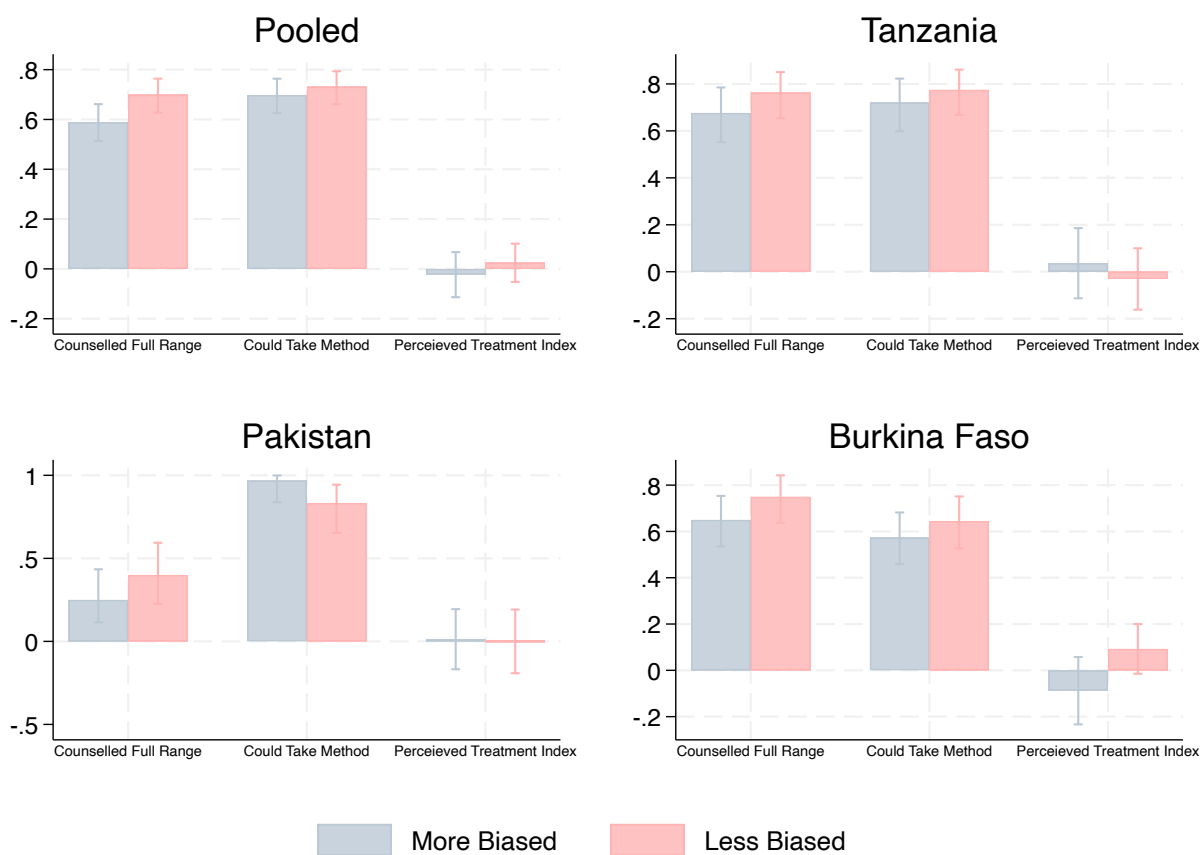 Pooled
.8
.6
.4
.2
0
-.2
Counselled Full Range Could Take Method Perceieved Treatment Index
Tanzania
.8
.6
.4
.2
0
-.2
Counselled Full Range Could Take Method Perceieved Treatment Index
Pakistan
1
.5
0
-.5
Counselled Full Range Could Take Method Perceieved Treatment Index
Burkina Faso
.8
.6
.4
.2
0
-.2
Counselled Full Range Could Take Method Perceieved Treatment Index
More Biased Less Biased